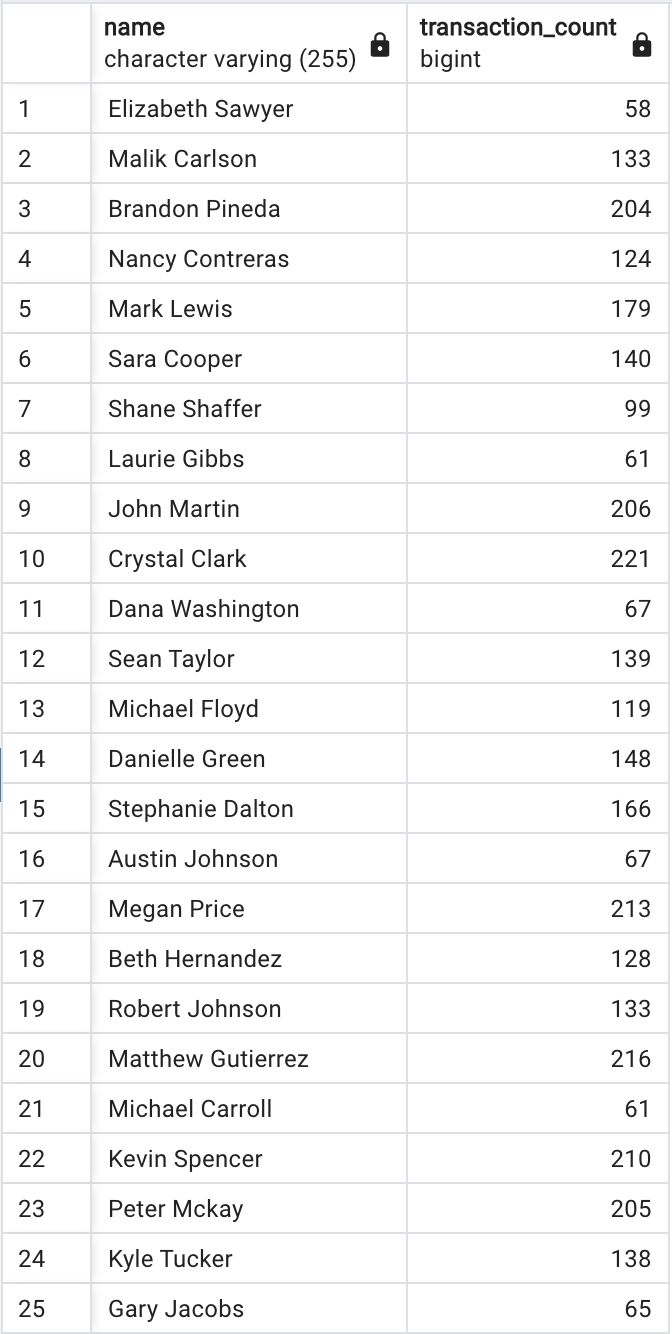 name transaction_count
character varying (255) bigint
1 Elizabeth Sawyer 58
2 Malik Carlson 133
3 Brandon Pineda 204
4 Nancy Contreras 124
5 Mark Lewis 179
6 Sara Cooper 140
7 Shane Shaffer 99
8 Laurie Gibbs 61
9 John Martin 206
10 Crystal Clark 221
11 Dana Washington 67
12 Sean Taylor 139
13 Michael Floyd 119
14 Danielle Green 148
15 Stephanie Dalton 166
16 Austin Johnson 67
17 Megan Price 213
18 Beth Hernandez 128
19 Robert Johnson 133
20 Matthew Gutierrez 216
21 Michael Carroll 61
22 Kevin Spencer 210
23 Peter Mckay 205
24 Kyle Tucker 138
25 Gary Jacobs 65